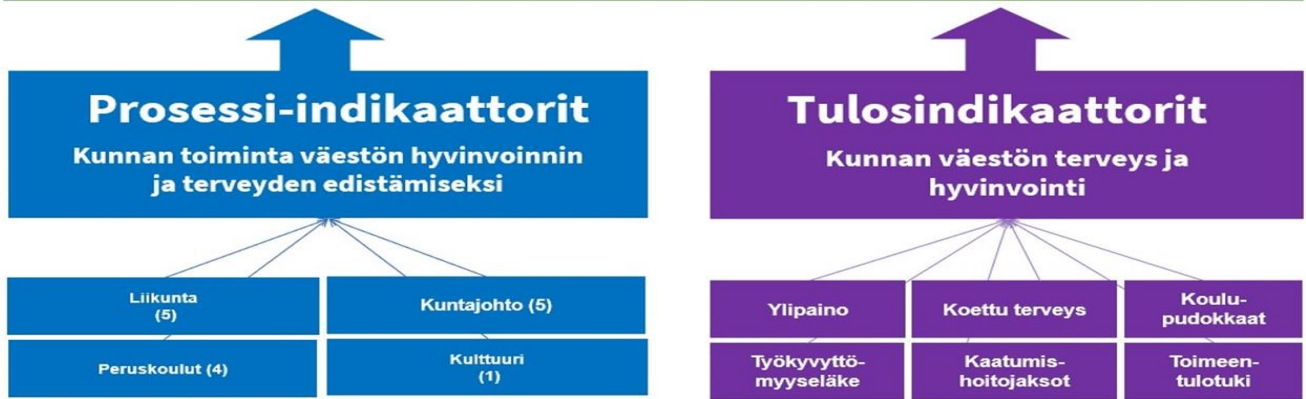 Prosessi-indikaattorit
Kunnan toiminta väestön hyvinvoinnin
ja terveyden edistämiseksi
Liikunta
(5)
Kuntajohto (5)
Peruskoulut (4)
Kulttuuri
(1)
Tulosindikaattorit
Kunnan väestön terveys ja
hyvinvointi
Ylipaino
Koettu terveys
Koulu-
pudokkaat
Työkyvyttö-
myyseläke
Kaatumis-
hoitojaksot
Toimeen-
tulotuki